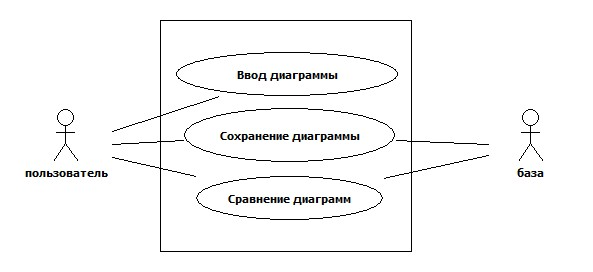 Ввод диаграммы
Сохранение диаграммы
пользователь
база
Сравнение диаграмм